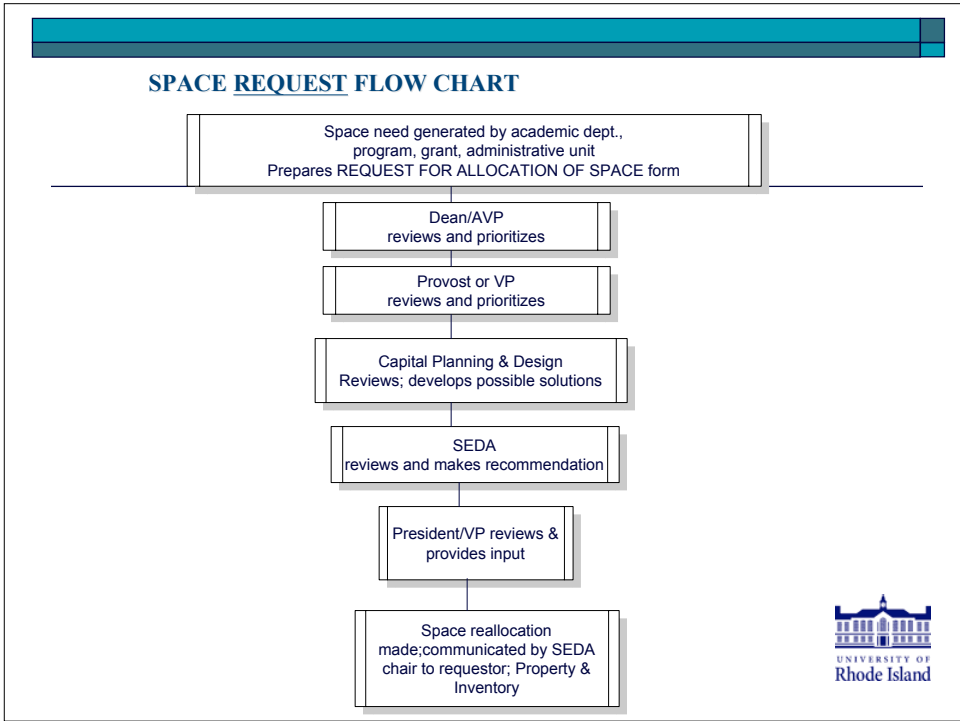 SPACE REQUEST FLOW CHART
Space need generated by academic dept.,
program, grant, administrative unit
Prepares REQUEST FOR ALLOCATION OF SPACE form
Dean/AVP
reviews and prioritizes
Provost or VP
reviews and prioritizes
Capital Planning & Design
Reviews; develops possible solutions
SEDA
reviews and makes recommendation
President/VP reviews &
provides input
Space reallocation
made;communicated by SEDA
chair to requestor; Property &
Inventory
UNIVERSITY OF
Rhode Island